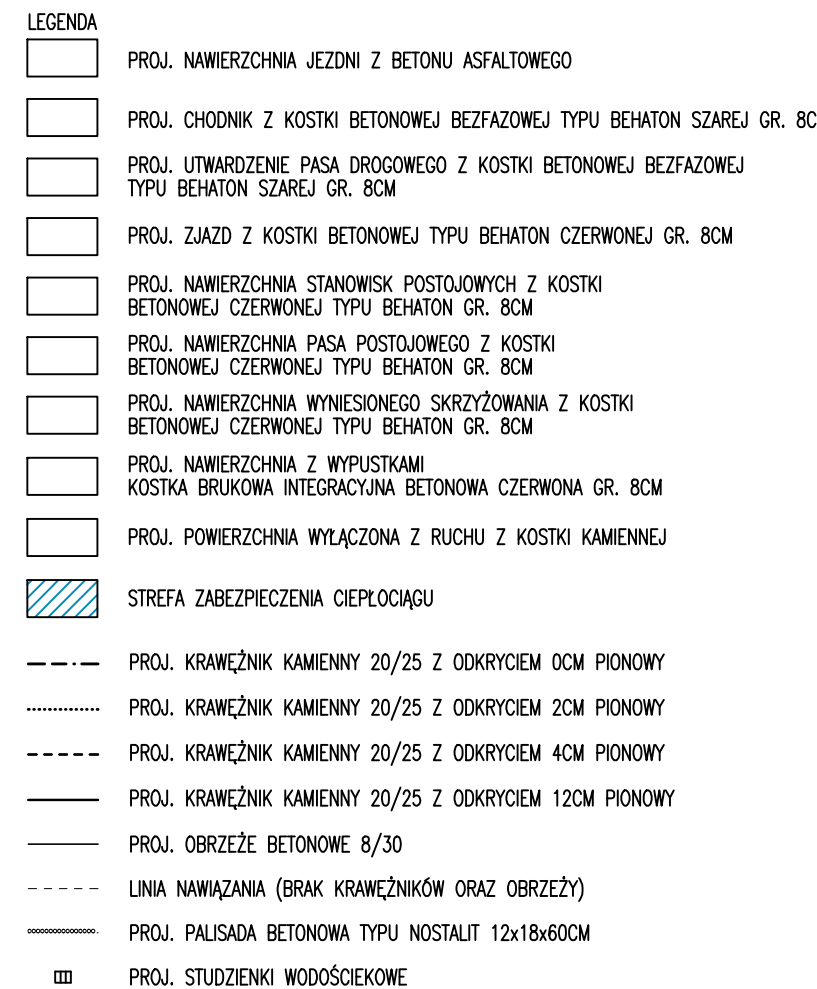 LEGENDA
PROJ. NAWIERZCHNIA JEZDNI Z BETONU ASFALTOWEGO
PROJ. CHODNIK Z KOSTKI BETONOWEJ BEZFAZOWEJ TYPU BEHATON SZAREJ GR. 8C
PROJ. UTWARDZENIE PASA DROGOWEGO Z KOSTKI BETONOWEJ BEZFAZOWEJ
TYPU BEHATON SZAREJ GR. 8CM
PROJ. ZJAZD Z KOSTKI BETONOWEJ TYPU BEHATON CZERWONEJ GR. 8CM
PROJ. NAWIERZCHNIA STANOWISK POSTOJOWYCH Z KOSTKI
BETONOWEJ CZERWONEJ TYPU BEHATON GR. 8CM
PROJ. NAWIERZCHNIA PASA POSTOJOWEGO Z KOSTKI
BETONOWEJ CZERWONEJ TYPU BEHATON GR. 8CM
PROJ. NAWIERZCHNIA WYNIESIONEGO SKRZYŻOWANIA Z KOSTKI
BETONOWEJ CZERWONEJ TYPU BEHATON GR. 8CM
PROJ. NAWIERZCHNIA Z WYPUSTKAMI
KOSTKA BRUKOWA INTEGRACYJNA BETONOWA CZERWONA GR. 8CM
PROJ. POWIERZCHNIA WYŁĄCZONA Z RUCHU Z KOSTKI KAMIENNEJ
STREFA ZABEZPIECZENIA CIEPŁOCIĄGU
PROJ. KRAWĘŻNIK KAMIENNY 20/25 Z ODKRYCIEM 0CM PIONOWY
PROJ. KRAWĘŻNIK KAMIENNY 20/25 Z ODKRYCIEM 2CM PIONOWY
PROJ. KRAWĘŻNIK KAMIENNY 20/25 Z ODKRYCIEM 4CM PIONOWY
PROJ. KRAWĘŻNIK KAMIENNY 20/25 Z ODKRYCIEM 12CM PIONOWY
PROJ. OBRZEŻE BETONOWE 8/30
LINIA NAWIĄZANIA (BRAK KRAWĘŻNIKÓW ORAZ OBRZEŻY)
PROJ. PALISADA BETONOWA TYPU NOSTALIT 12x18x60CM
PROJ. STUDZIENKI WODOŚCIEKOWE